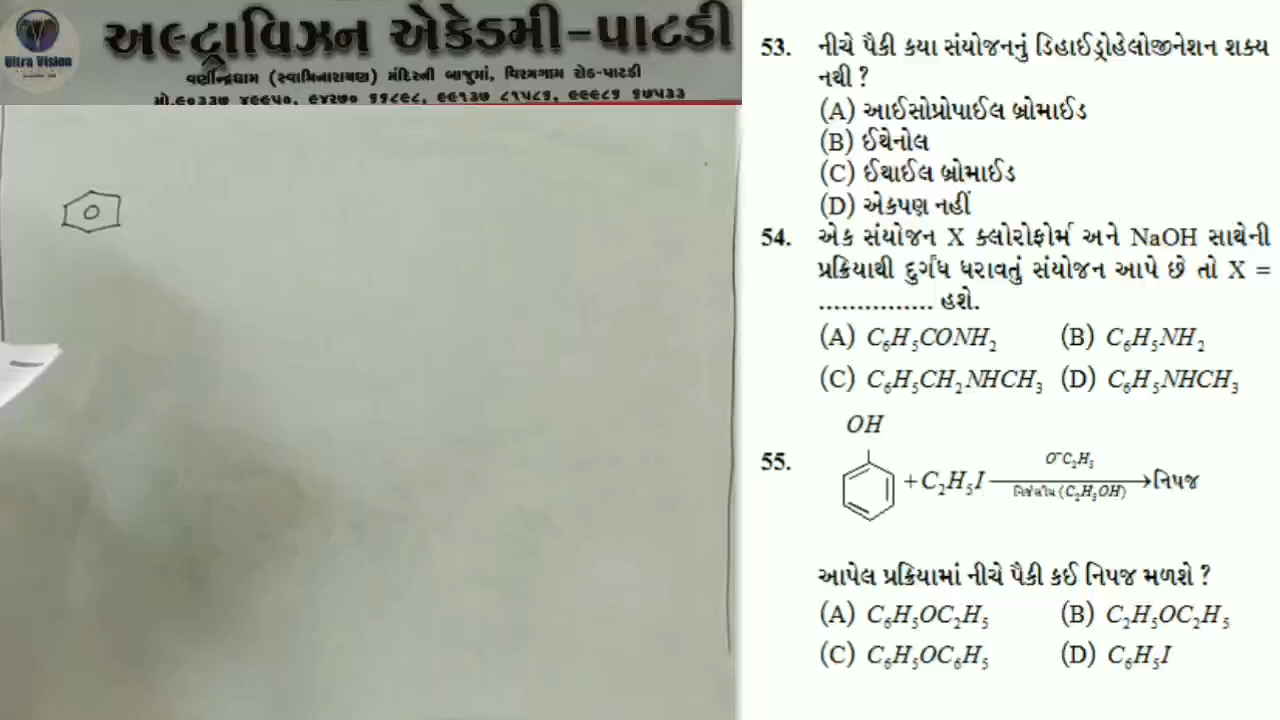 Ultra Vision
અલ્ટ્રાવિઝન એકેડમી-પાટડી
વર્ણીન્દ્રધામ (સ્વામિનારાયણ) મંદિરની બાજુમાં, વિરમગામ રોડ-પાટડી
53. નીચે પૈકી કયા સંયોજનનું ડિહાઈડ્રોહેલોજીનેશન શક્ય
નથી ?
(A) આઈસોપ્રોપાઈલ બ્રોમાઈડ
(B) ઈથેનોલ
(C) ઈથાઈલ બ્રોમાઈડ
(D) એકપણ નહીં
54. એક સંયોજન X ક્લોરોફોર્મ અને NaOH સાથેની
પ્રક્રિયાથી દુર્ગંધ ધરાવતું સંયોજન આપે છે તો X =
............... હશે.
(A) C₆H₅CONH₂ (B) C₆H₅NH₂
(C) C₆H₅CH₂NHCH₃ (D) C₆H₅NHCH₃
OH
55. + C₂H₅I O⁻C₂H₅ → નિપજ
(C₂H₅OH)
આપેલ પ્રક્રિયામાં નીચે પૈકી કઈ નિપજ મળશે ?
(A) C₆H₅OC₂H₅ (B) C₂H₅OC₂H₅
(C) C₆H₅OC₆H₅ (D) C₆H₅I